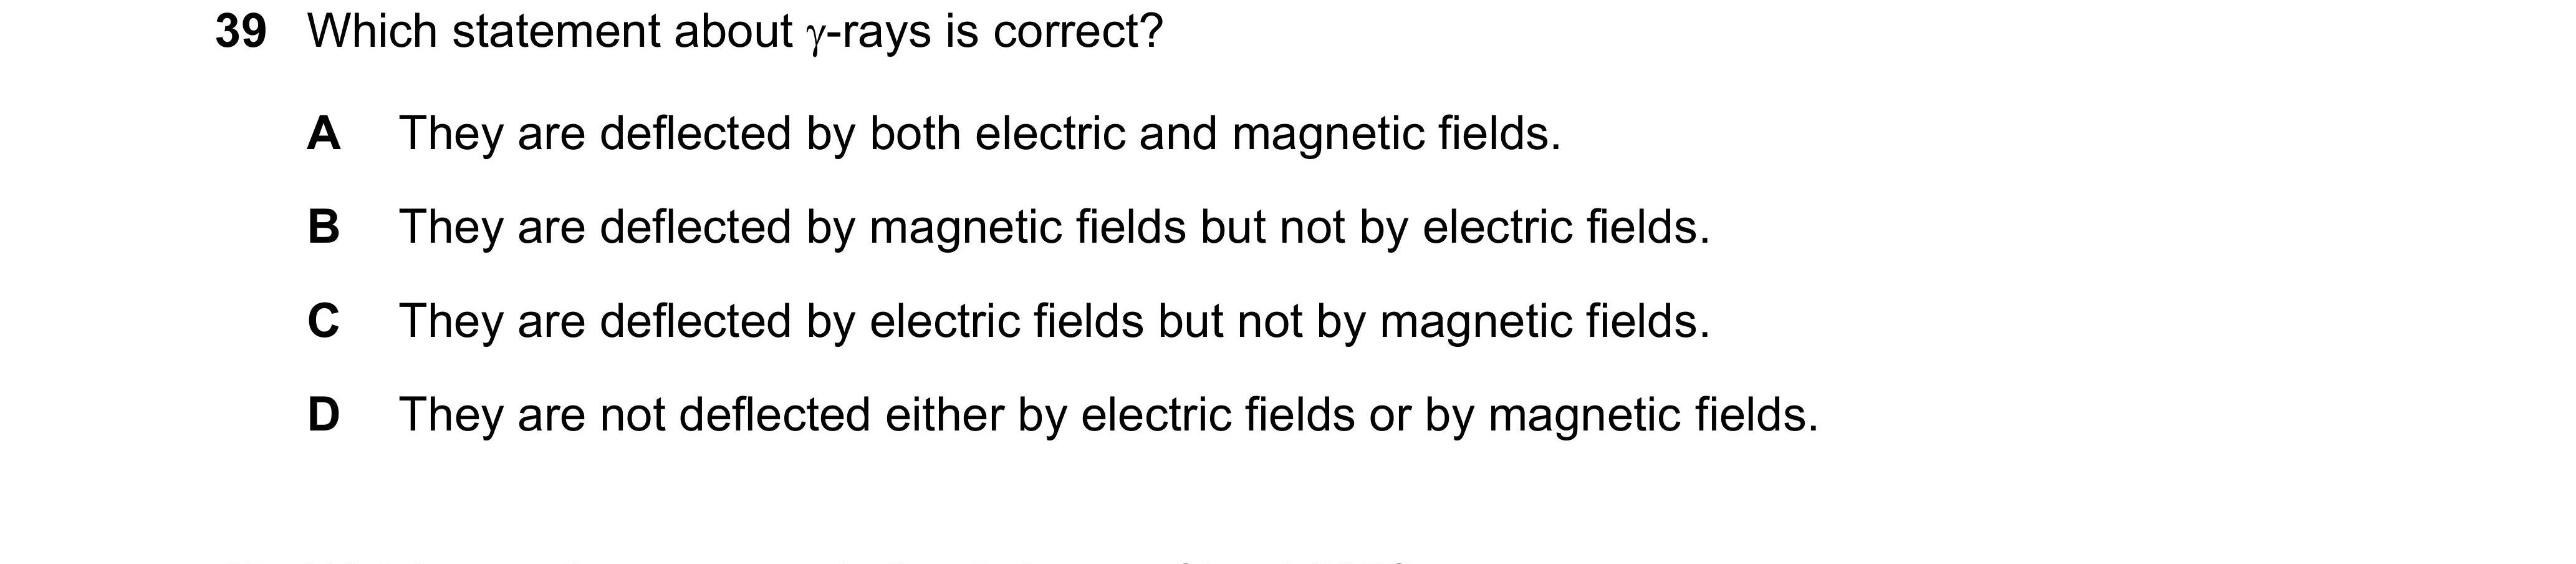 39 Which statement about γ-rays is correct?
A They are deflected by both electric and magnetic fields.
B They are deflected by magnetic fields but not by electric fields.
C They are deflected by electric fields but not by magnetic fields.
D They are not deflected either by electric fields or by magnetic fields.